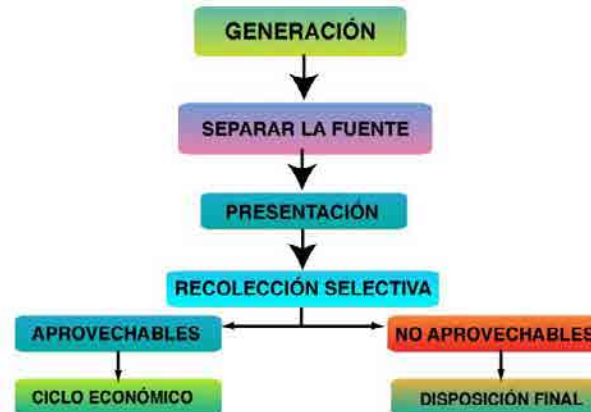 GENERACIÓN
SEPARAR LA FUENTE
PRESENTACIÓN
RECOLECCIÓN SELECTIVA
APROVECHABLES
NO APROVECHABLES
CICLO ECONÓMICO
DISPOSICIÓN FINAL